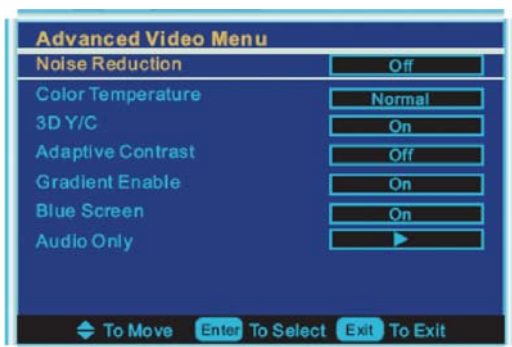 Advanced Video Menu
Noise Reduction Off
Color Temperature Normal
3D Y/C On
Adaptive Contrast Off
Gradient Enable On
Blue Screen On
Audio Only
To Move Enter To Select Exit To Exit